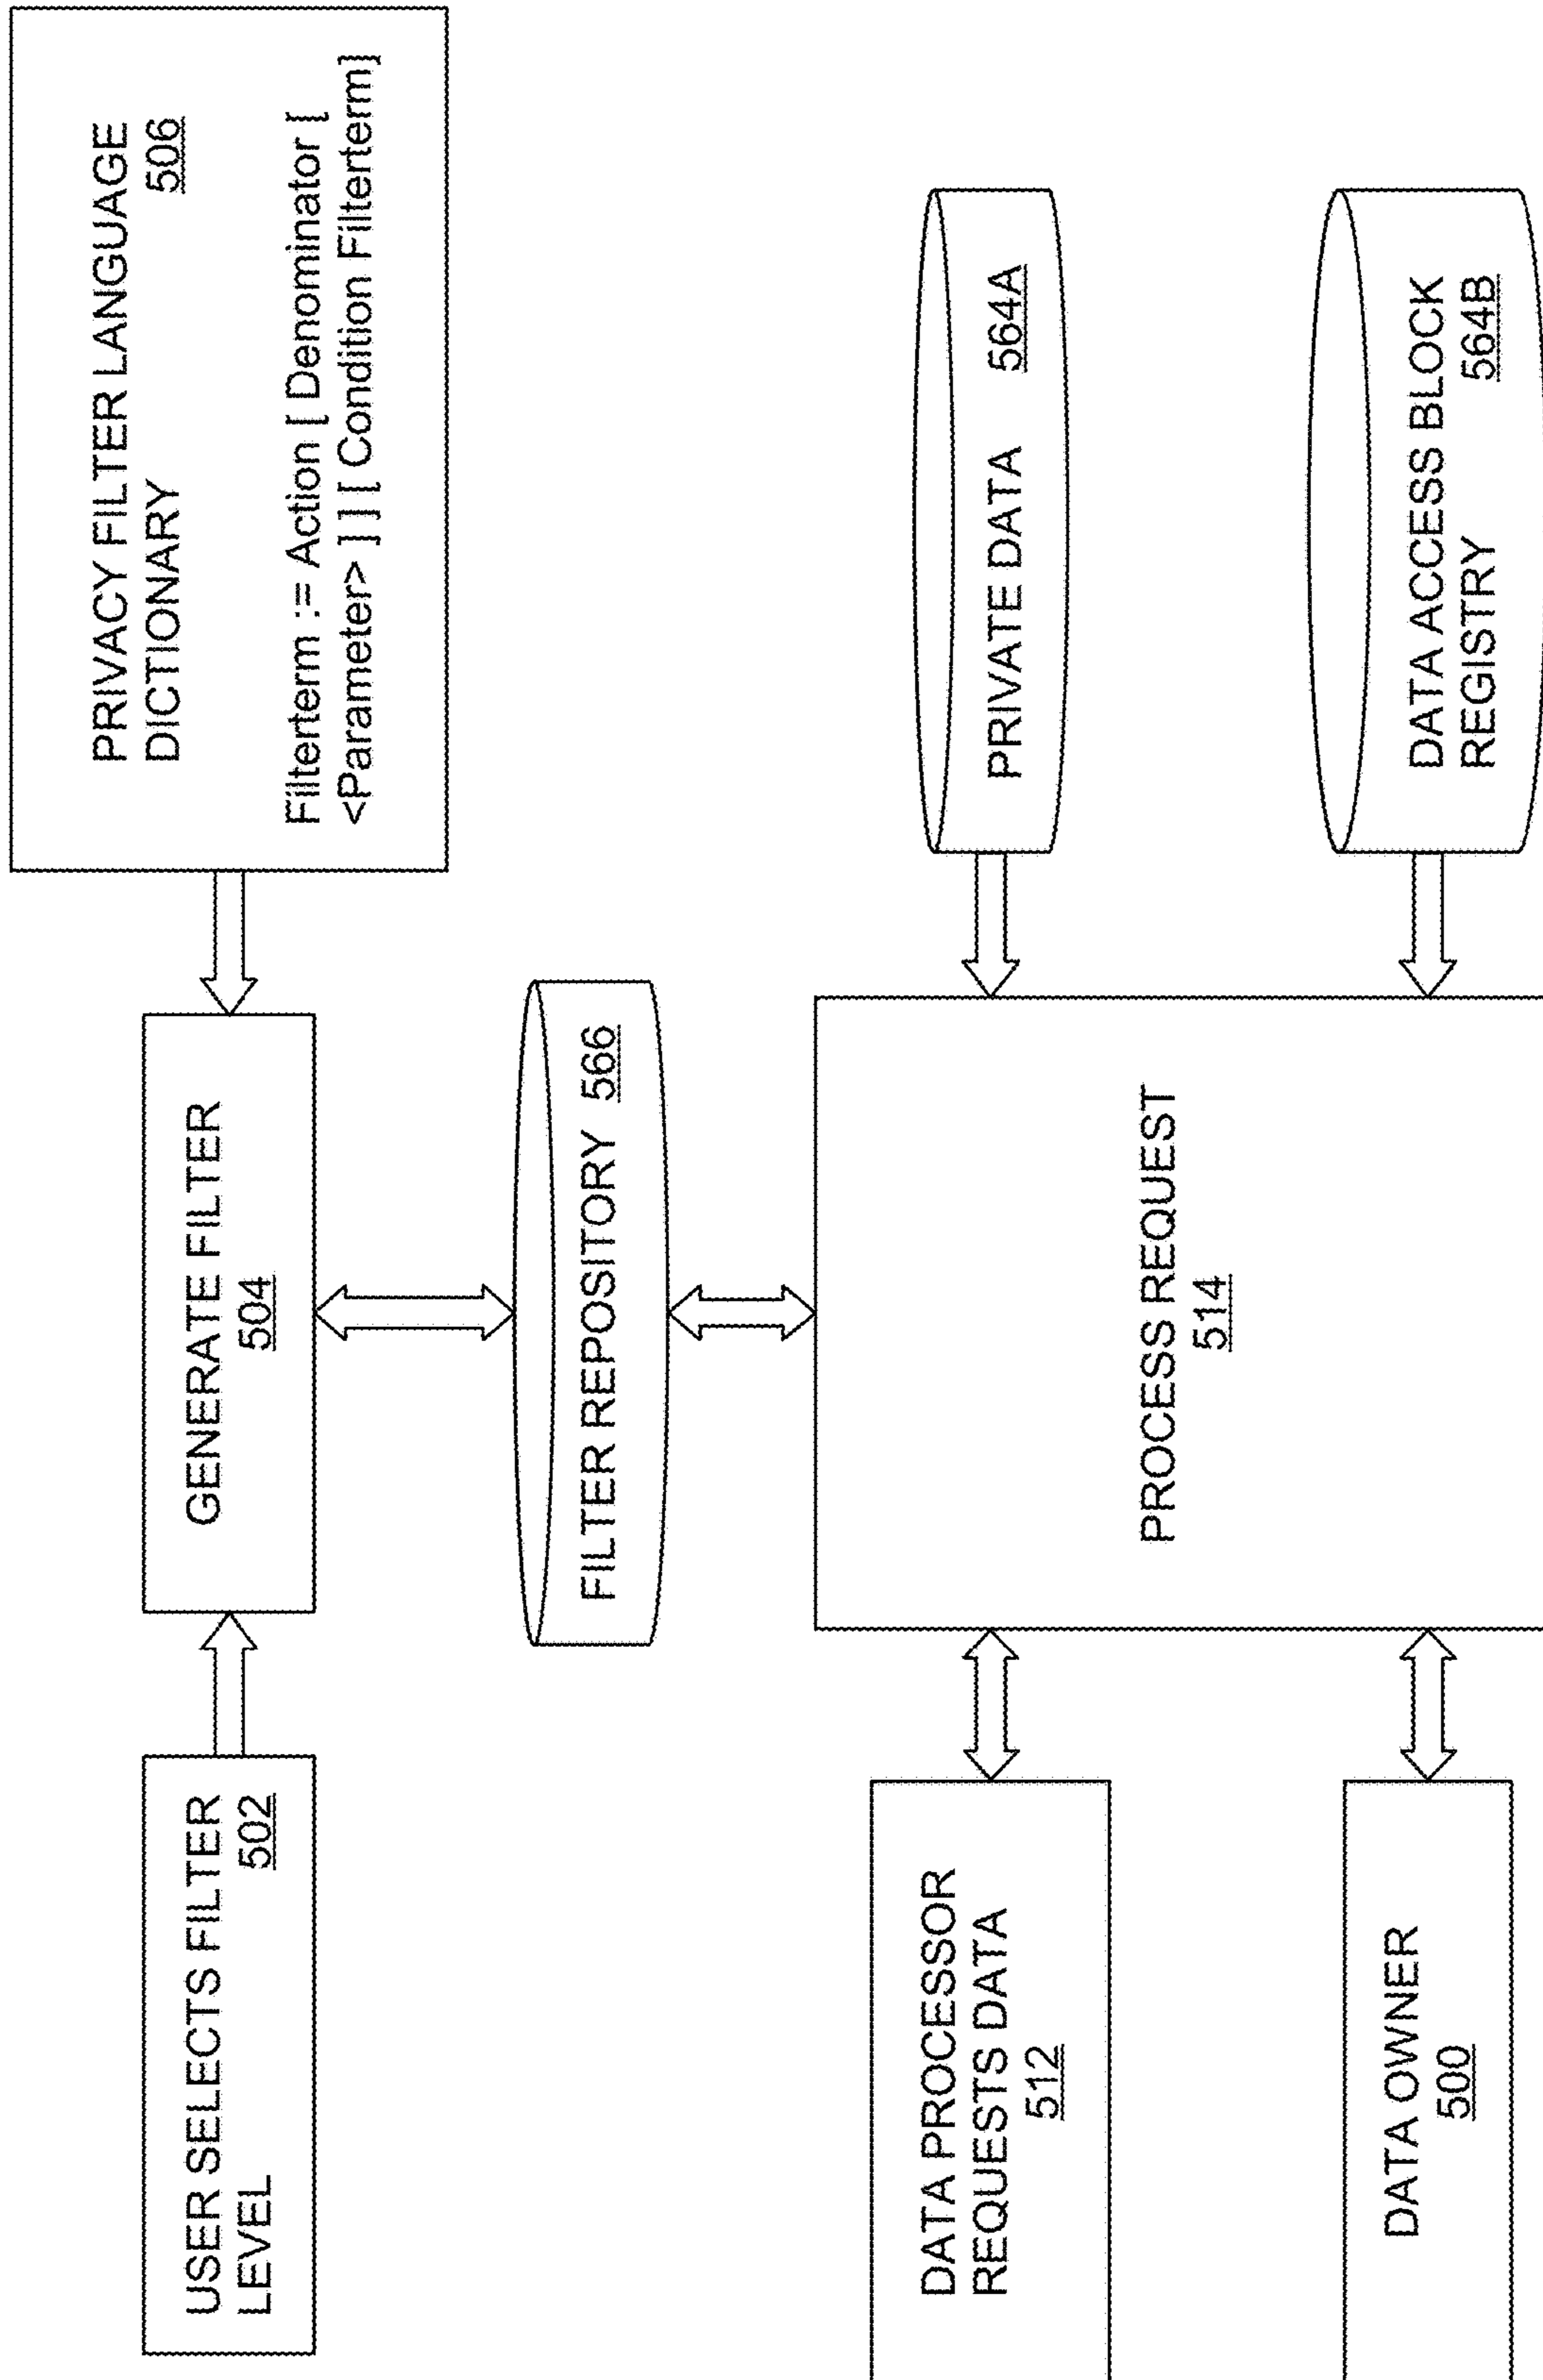 USER SELECTS FILTER
LEVEL 502
GENERATE FILTER
504
PRIVACY FILTER LANGUAGE
DICTIONARY 506
Filterterm := Action [ Denominator [
<Parameter> ] ] [ Condition Filterterm]
FILTER REPOSITORY 566
DATA PROCESSOR
REQUESTS DATA
512
PROCESS REQUEST
514
PRIVATE DATA 564A
DATA OWNER
500
DATA ACCESS BLOCK
REGISTRY 564B